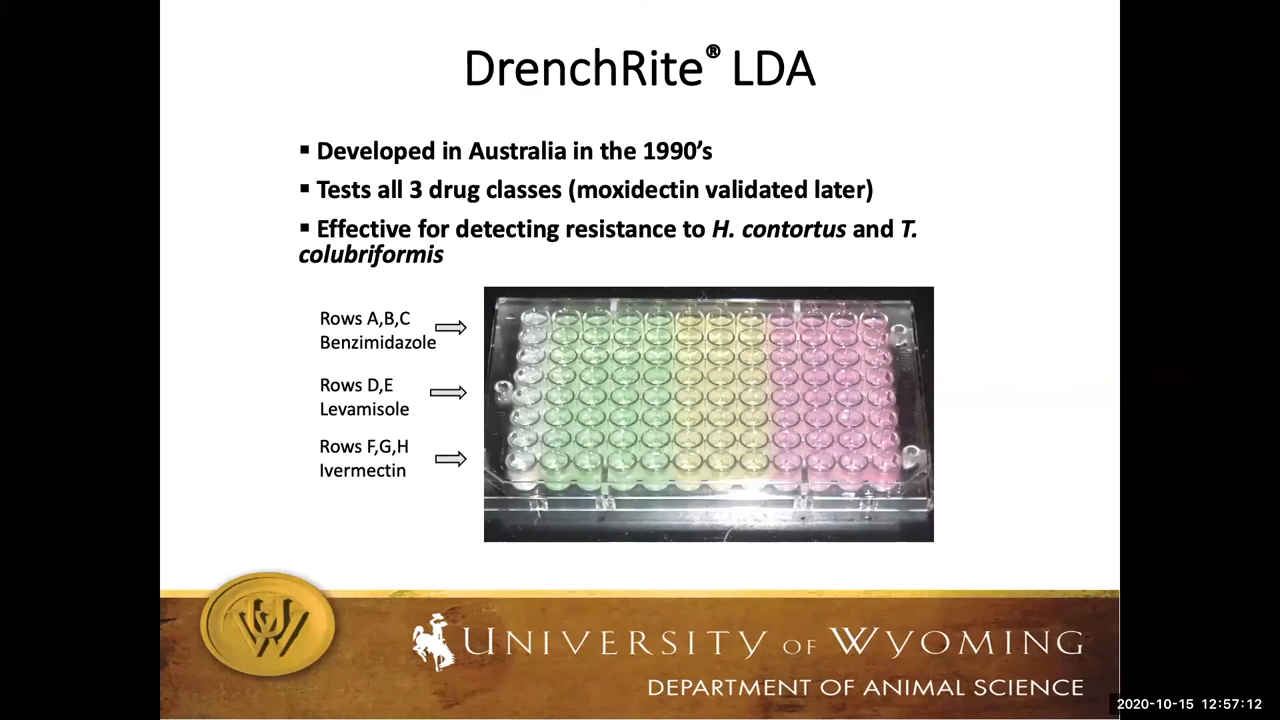 DrenchRite® LDA
▪ Developed in Australia in the 1990’s
▪ Tests all 3 drug classes (moxidectin validated later)
▪ Effective for detecting resistance to H. contortus and T.
colubriformis
Rows A,B,C
Benzimidazole
Rows D,E
Levamisole
Rows F,G,H
Ivermectin
UW
UNIVERSITY OF WYOMING
DEPARTMENT OF ANIMAL SCIENCE
2020-10-15 12:57:12